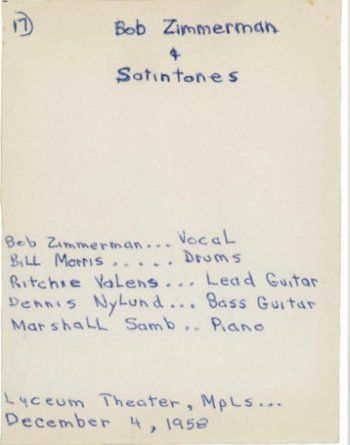 17)
Bob Zimmerman
&
Satintones
Bob Zimmerman... Vocal
Bill Morris..... Drums
Ritchie Valens... Lead Guitar
Dennis Nylund... Bass Guitar
Marshall Samb.. Piano
Lyceum Theater, Mpls...
December 4, 1958